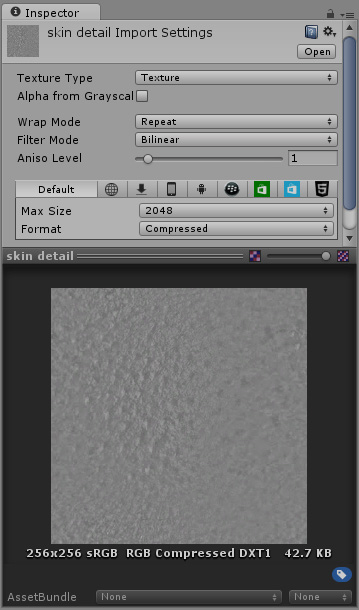 Inspector
skin detail Import Settings
Open
Texture Type Texture
Alpha from Grayscal
Wrap Mode Repeat
Filter Mode Bilinear
Aniso Level 1
Default
Max Size 2048
Format Compressed
skin detail
256x256 sRGB RGB Compressed DXT1 42.7 KB
AssetBundle None None